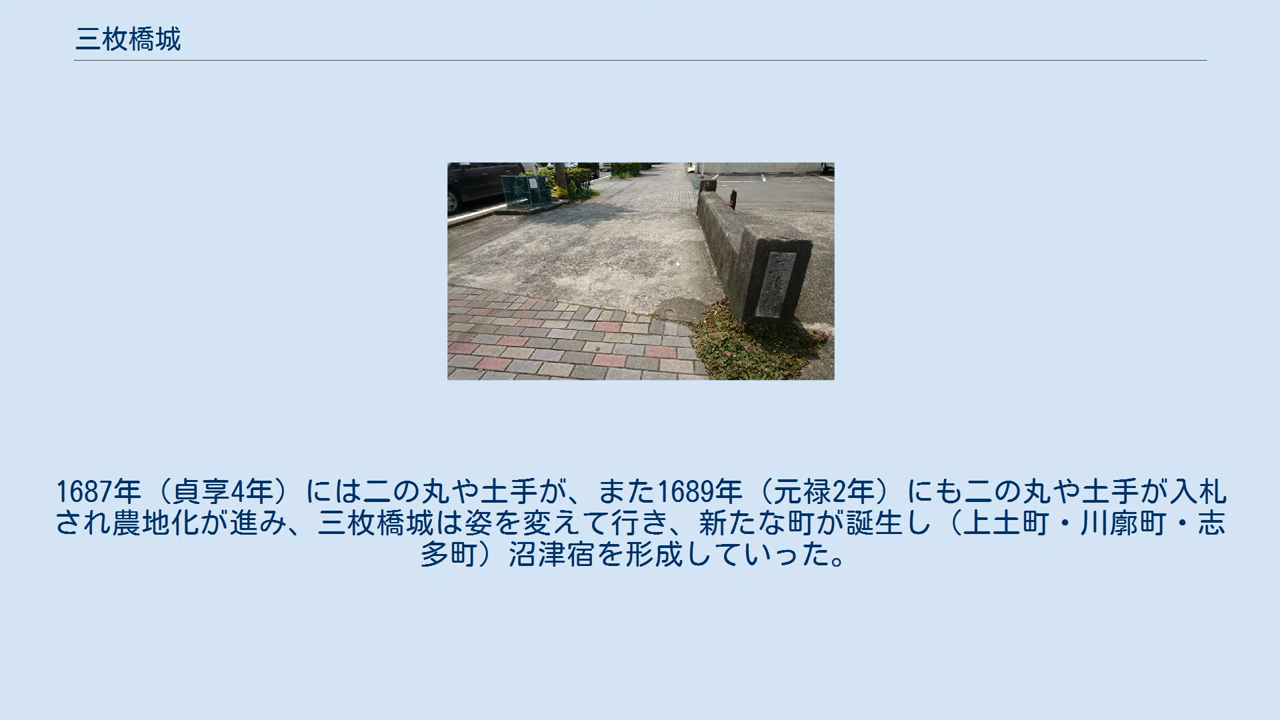 三枚橋城
1687年（貞享4年）には二の丸や土手が、また1689年（元禄2年）にも二の丸や土手が入札
され農地化が進み、三枚橋城は姿を変えて行き、新たな町が誕生し（上土町・川廓町・志
多町）沼津宿を形成していった。